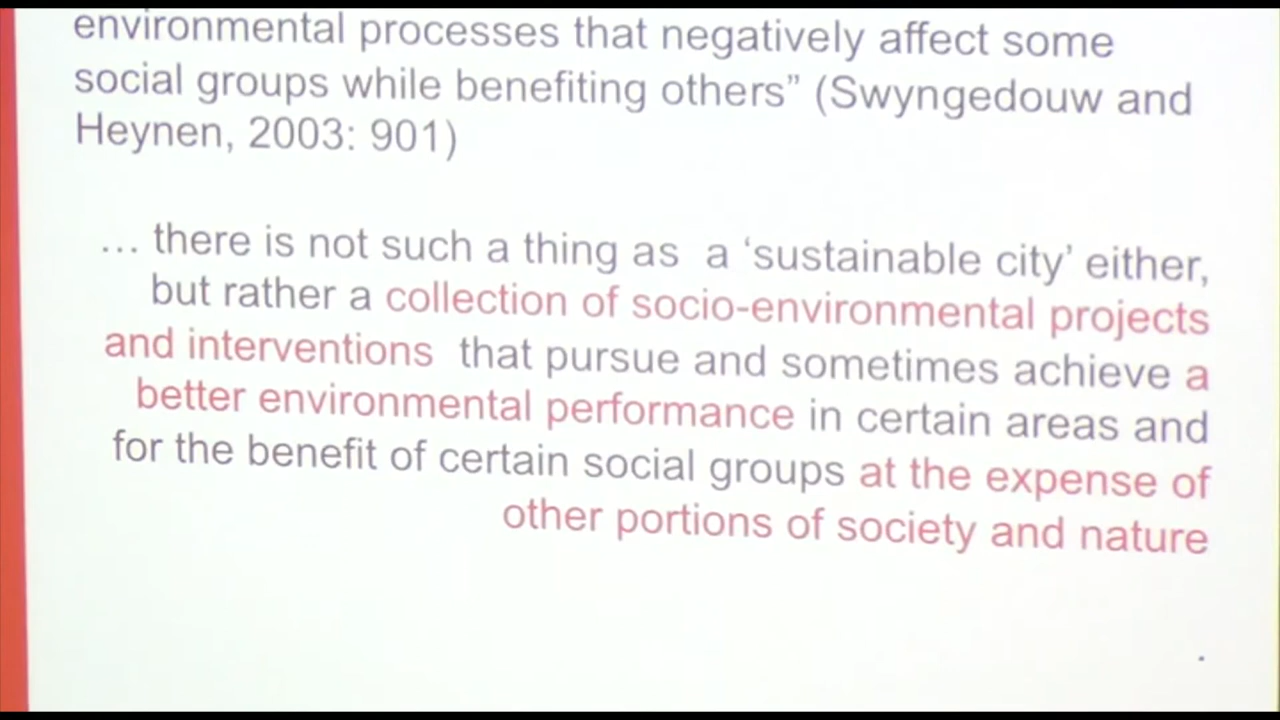 environmental processes that negatively affect some
social groups while benefiting others” (Swyngedouw and
Heynen, 2003: 901)
… there is not such a thing as a ‘sustainable city’ either,
but rather a collection of socio-environmental projects
and interventions that pursue and sometimes achieve a
better environmental performance in certain areas and
for the benefit of certain social groups at the expense of
other portions of society and nature